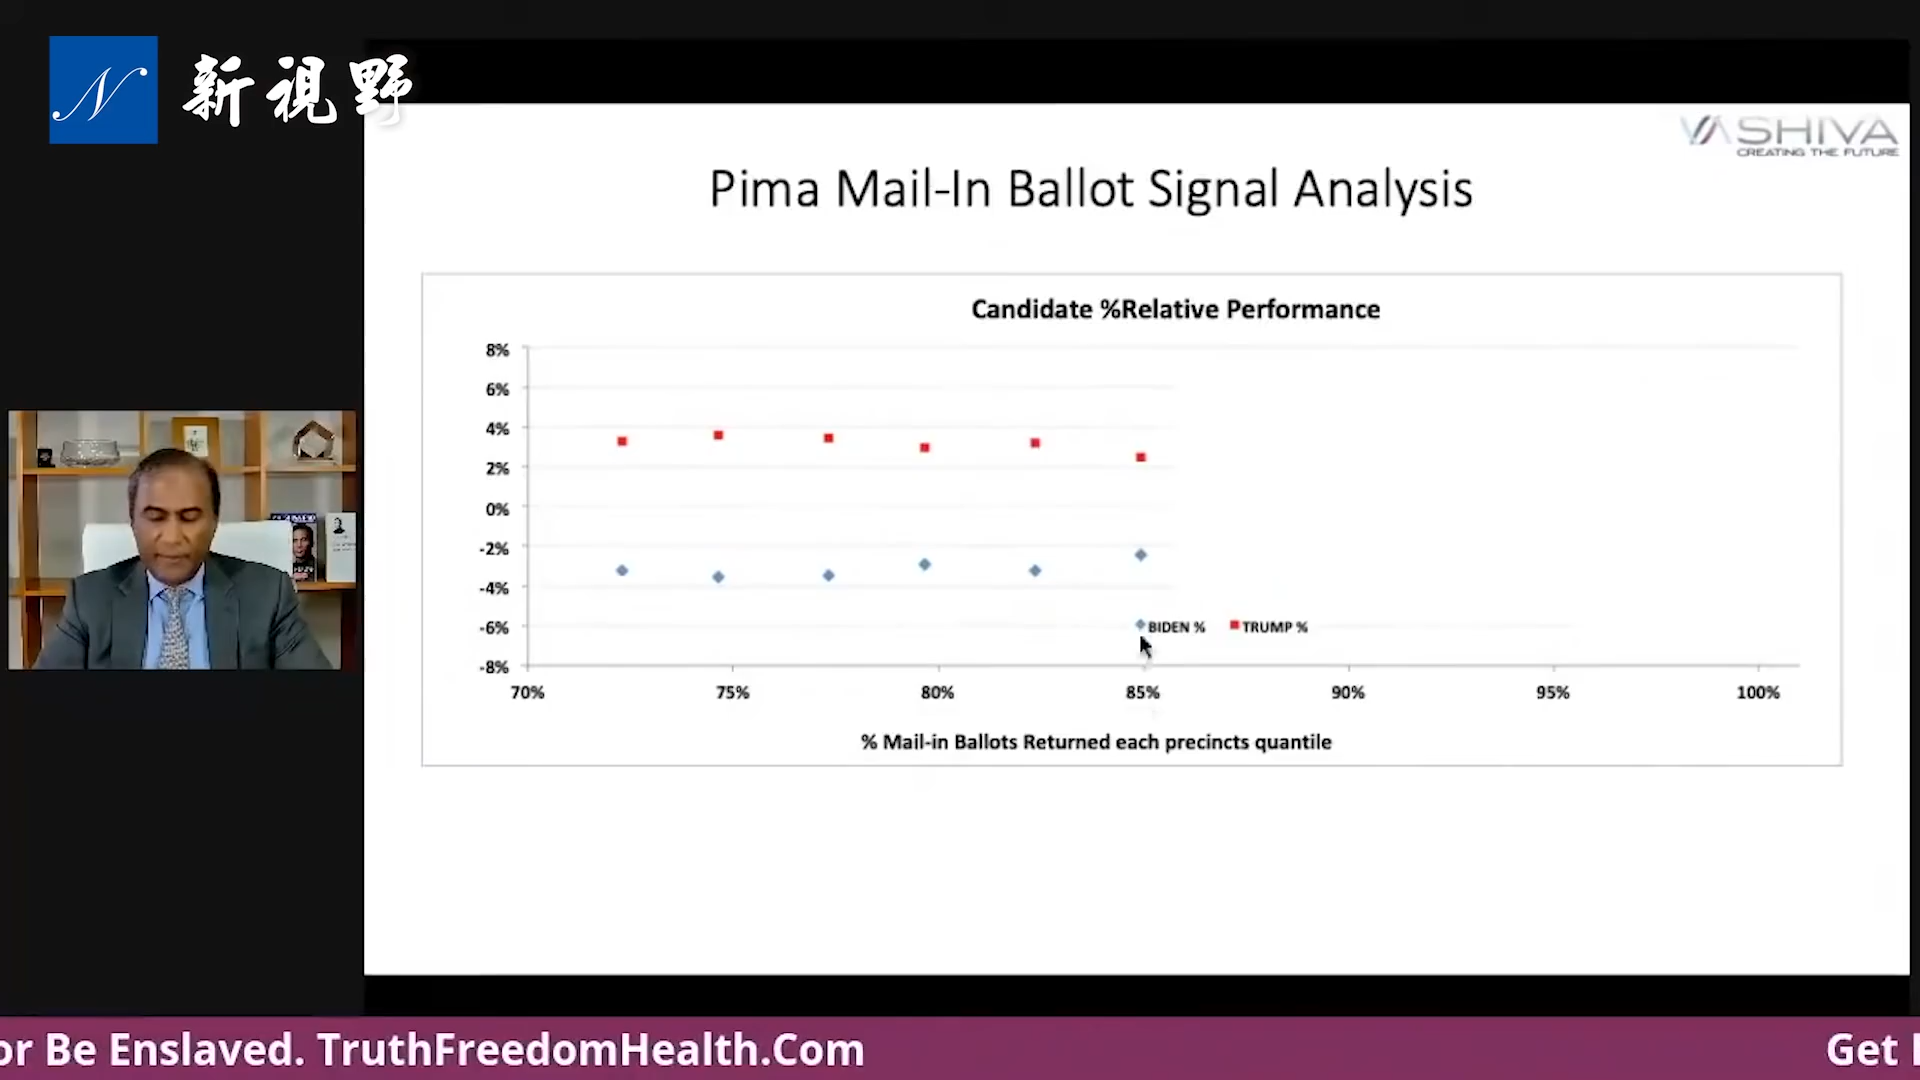 新視野
VA SHIVA
CREATING THE FUTURE
Pima Mail-In Ballot Signal Analysis
Candidate %Relative Performance
8%
6%
4%
2%
0%
-2%
-4%
-6%
-8%
BIDEN % TRUMP %
70% 75% 80% 85% 90% 95% 100%
% Mail-in Ballots Returned each precincts quantile
or Be Enslaved. TruthFreedomHealth.Com Get